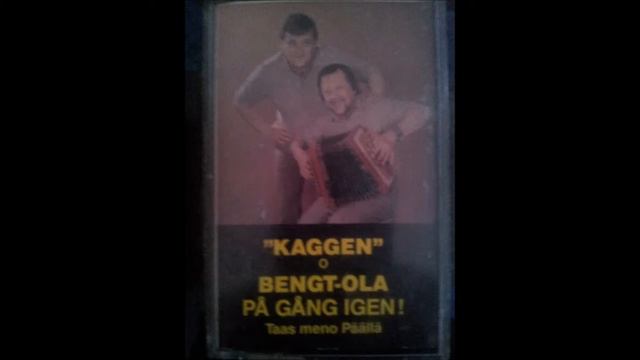 "KAGGEN"
O
BENGT-OLA
PÅ GÅNG IGEN!
Taas meno Päällä